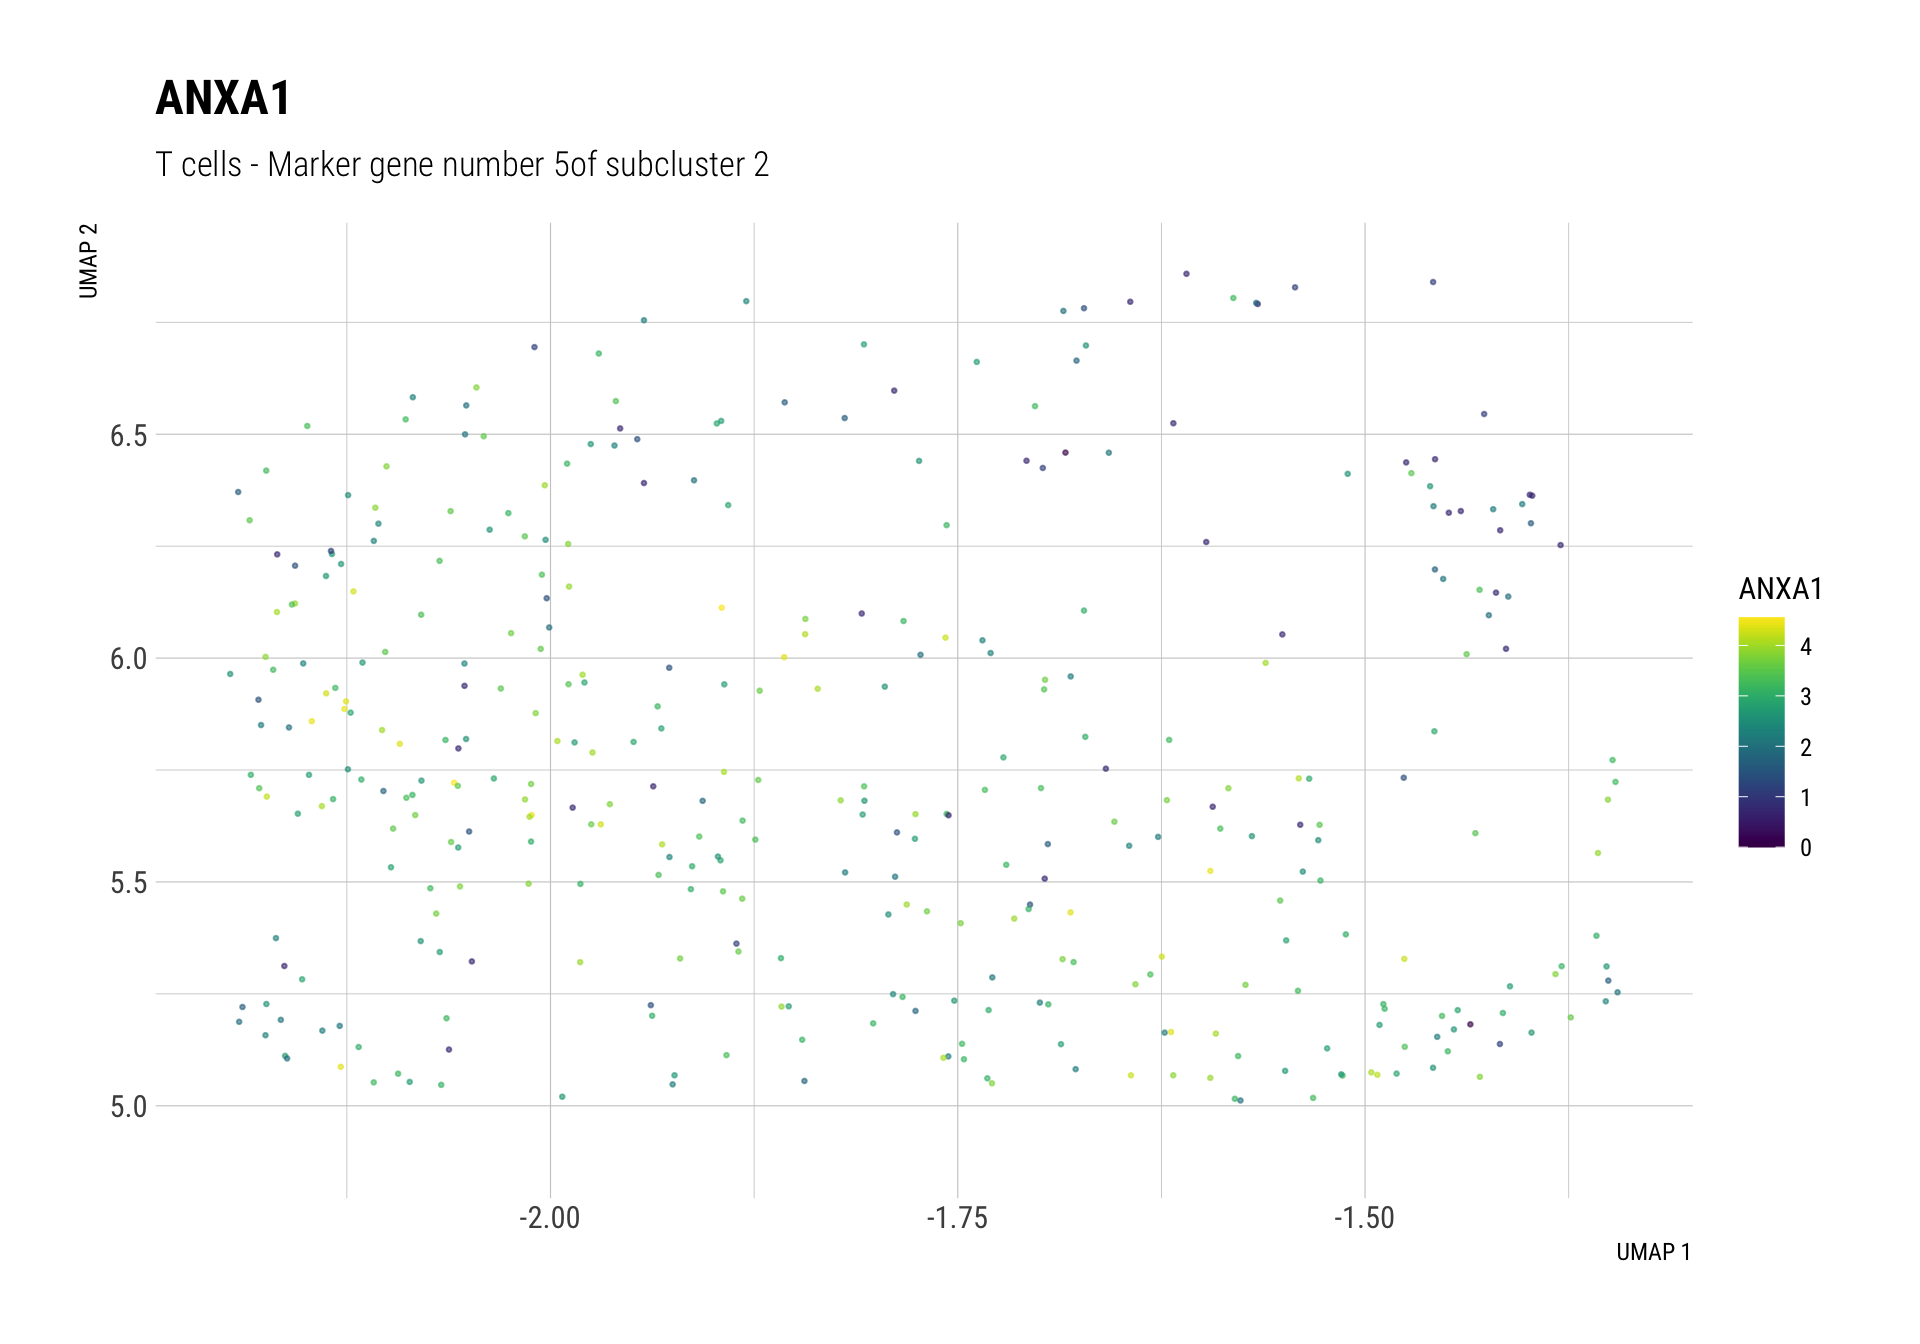 ANXA1
T cells - Marker gene number 5of subcluster 2
UMAP 2
6.5
6.0
5.5
5.0
-2.00
-1.75
-1.50
UMAP 1
ANXA1
4
3
2
1
0